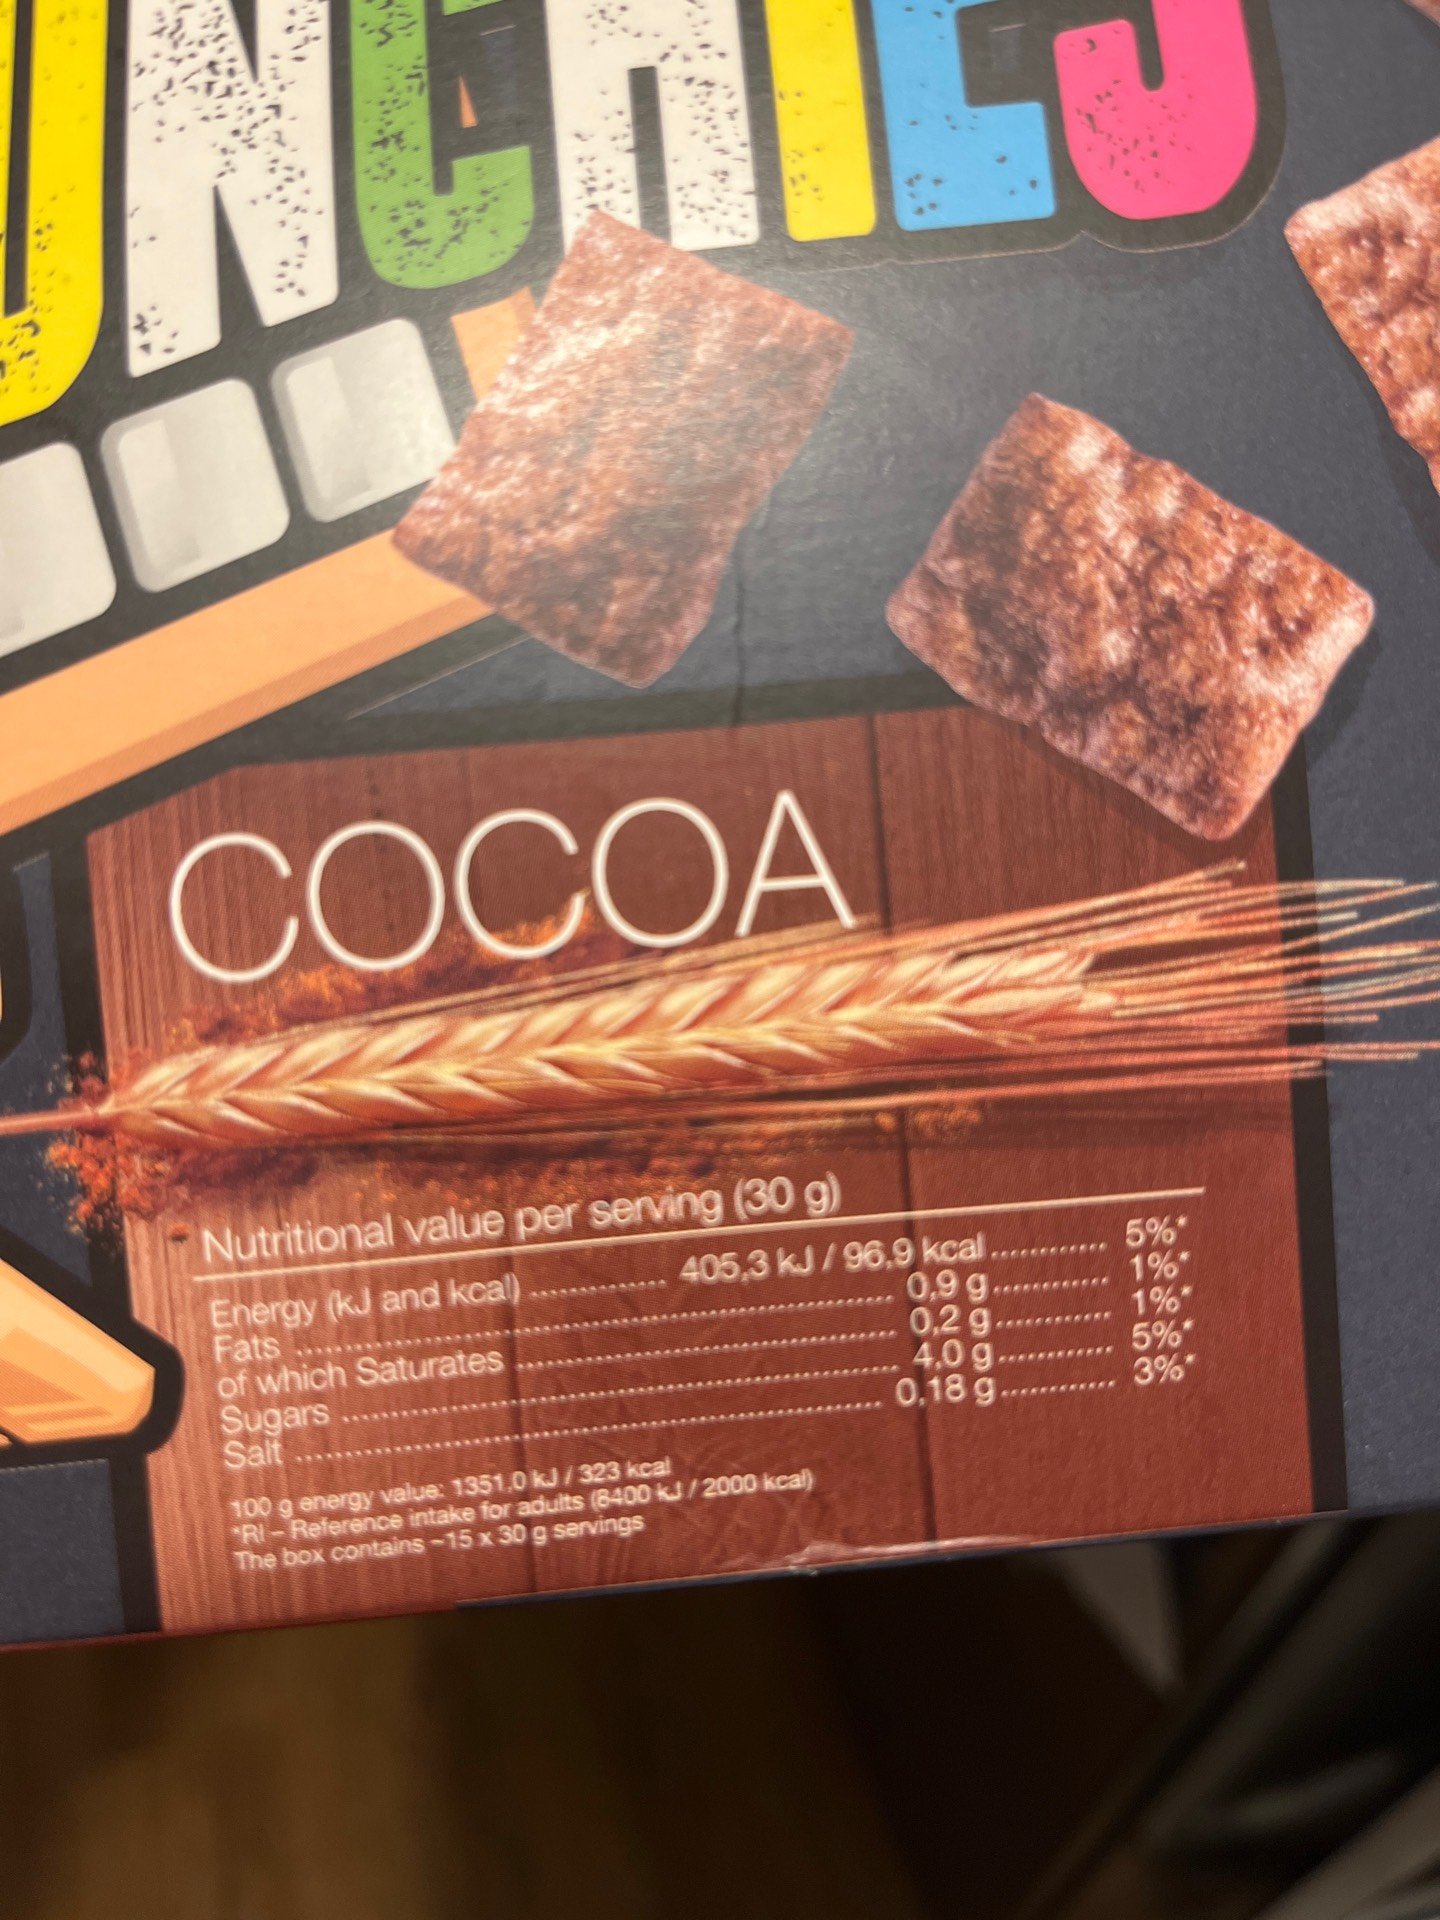 UNCHIES
COCOA
Nutritional value per serving (30 g)
Energy (kJ and kcal) ............ 405,3 kJ / 96,9 kcal ............ 5%*
Fats ............ 0,9 g ............ 1%*
of which Saturates ............ 0,2 g ............ 1%*
Sugars ............ 4,0 g ............ 5%*
Salt ............ 0,18 g ............ 3%*
100 g energy value: 1351,0 kJ / 323 kcal
*RI – Reference intake for adults (8400 kJ / 2000 kcal)
The box contains ~15 x 30 g servings